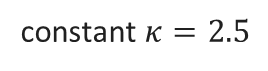 constant κ = 2.5